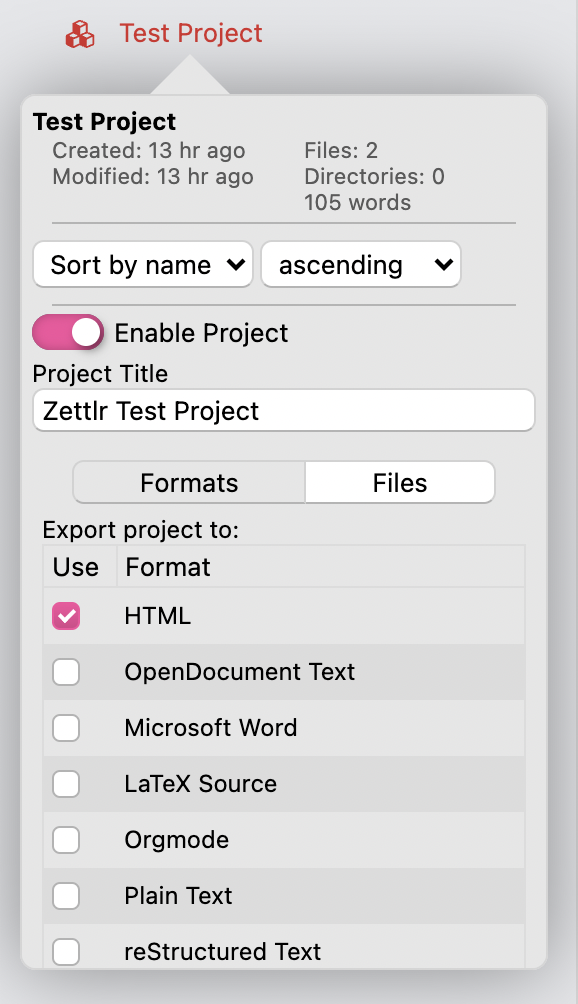 Test Project
Test Project
Created: 13 hr ago Files: 2
Modified: 13 hr ago Directories: 0
105 words
Sort by name ascending
Enable Project
Project Title
Zettlr Test Project
Formats Files
Export project to:
Use Format
HTML
OpenDocument Text
Microsoft Word
LaTeX Source
Orgmode
Plain Text
reStructured Text